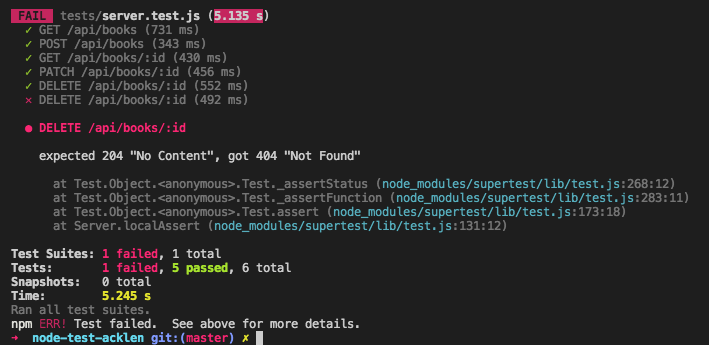 FAIL tests/server.test.js (5.135 s)
✓ GET /api/books (731 ms)
✓ POST /api/books (343 ms)
✓ GET /api/books/:id (430 ms)
✓ PATCH /api/books/:id (456 ms)
✓ DELETE /api/books/:id (552 ms)
✕ DELETE /api/books/:id (492 ms)
● DELETE /api/books/:id
expected 204 "No Content", got 404 "Not Found"
at Test.Object.<anonymous>.Test._assertStatus (node_modules/supertest/lib/test.js:268:12)
at Test.Object.<anonymous>.Test._assertFunction (node_modules/supertest/lib/test.js:283:11)
at Test.Object.<anonymous>.Test.assert (node_modules/supertest/lib/test.js:173:18)
at Server.localAssert (node_modules/supertest/lib/test.js:131:12)
Test Suites: 1 failed, 1 total
Tests: 1 failed, 5 passed, 6 total
Snapshots: 0 total
Time: 5.245 s
Ran all test suites.
npm ERR! Test failed. See above for more details.
➜ node-test-acklen git:(master) ✗